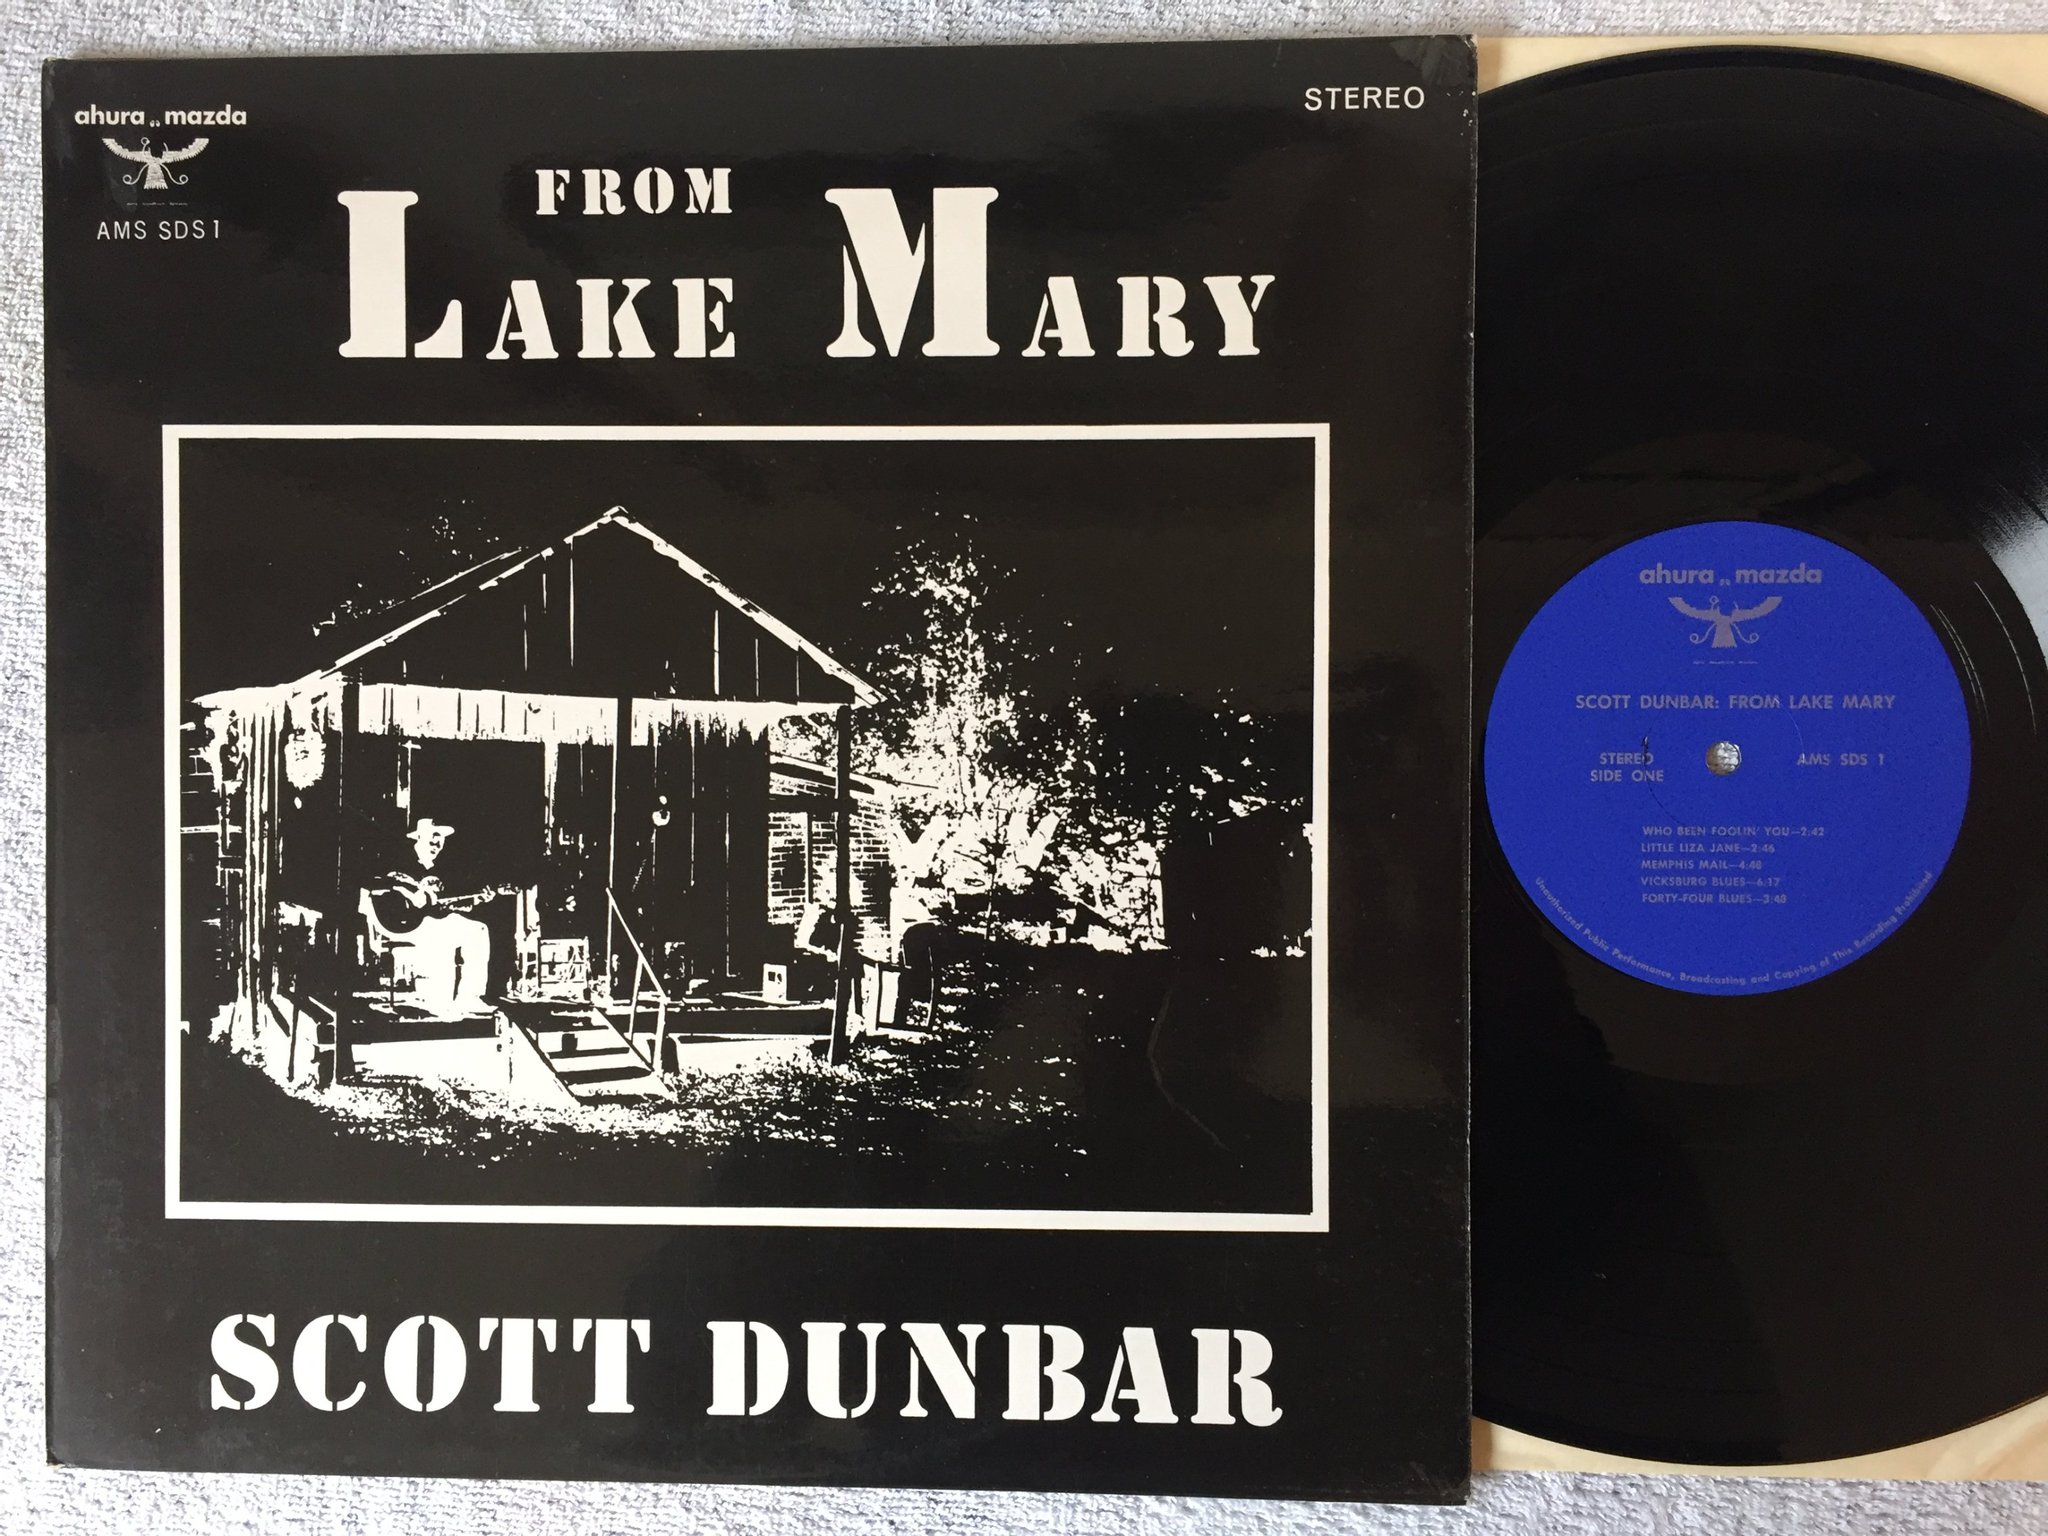 ahura mazda
AMS SDS1
STEREO
FROM
LAKE MARY
SCOTT DUNBAR
ahura mazda
SCOTT DUNBAR: FROM LAKE MARY
STEREO
SIDE ONE
AMS SDS 1
WHO BEEN FOOLIN' YOU—2:42
LITTLE LIZA JANE—2:46
MEMPHIS MAIL—4:48
VICKSBURG BLUES—6:17
FORTY-FOUR BLUES—3:48
Unauthorized Public Performance, Broadcasting and Copying of This Recording Prohibited